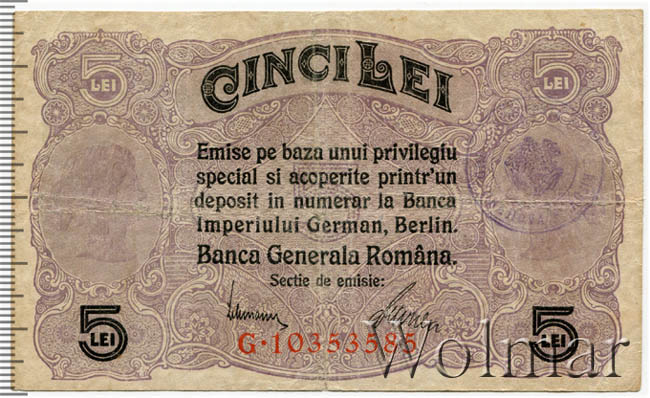 5 LEI
CINCI LEI
5 LEI
Emise pe baza unui privilegiu
special si acoperite printr'un
deposit in numerar la Banca
Imperiului German, Berlin.
Banca Generala Româna.
Sectie de emisie:
5 LEI
G·10353585
5 LEI
Wolmar